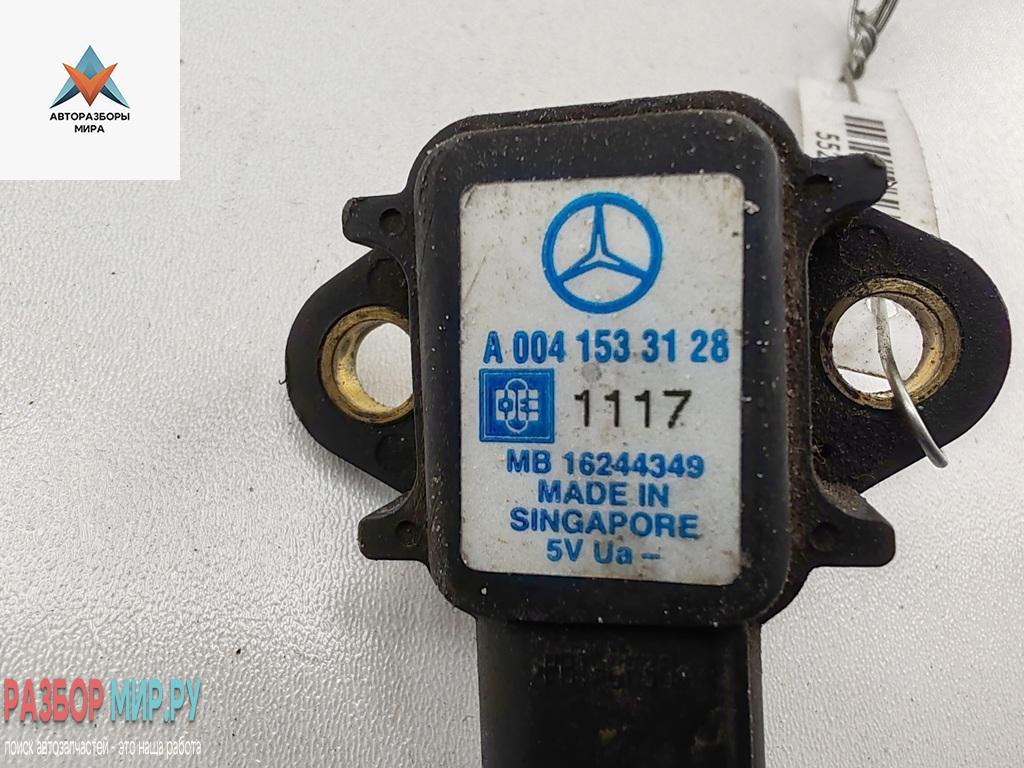 АВТОРАЗБОРЫ
МИРА
A 004 153 31 28
1117
MB 16244349
MADE IN
SINGAPORE
5V Ua –
РАЗБОР МИР.РУ
поиск автозапчастей - это наша работа